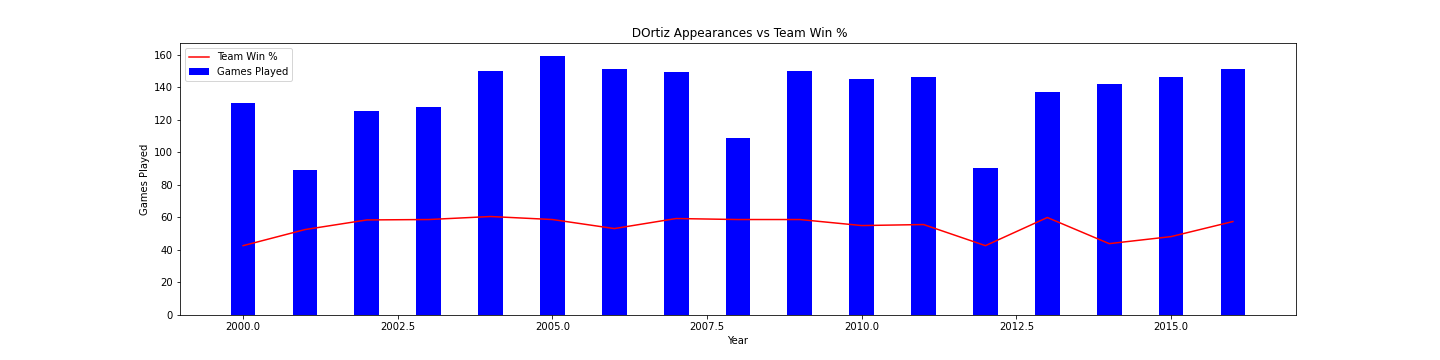 DOrtiz Appearances vs Team Win %
Team Win %
Games Played
160
140
120
100
80
60
40
20
0
Games Played
2000.0 2002.5 2005.0 2007.5 2010.0 2012.5 2015.0
Year